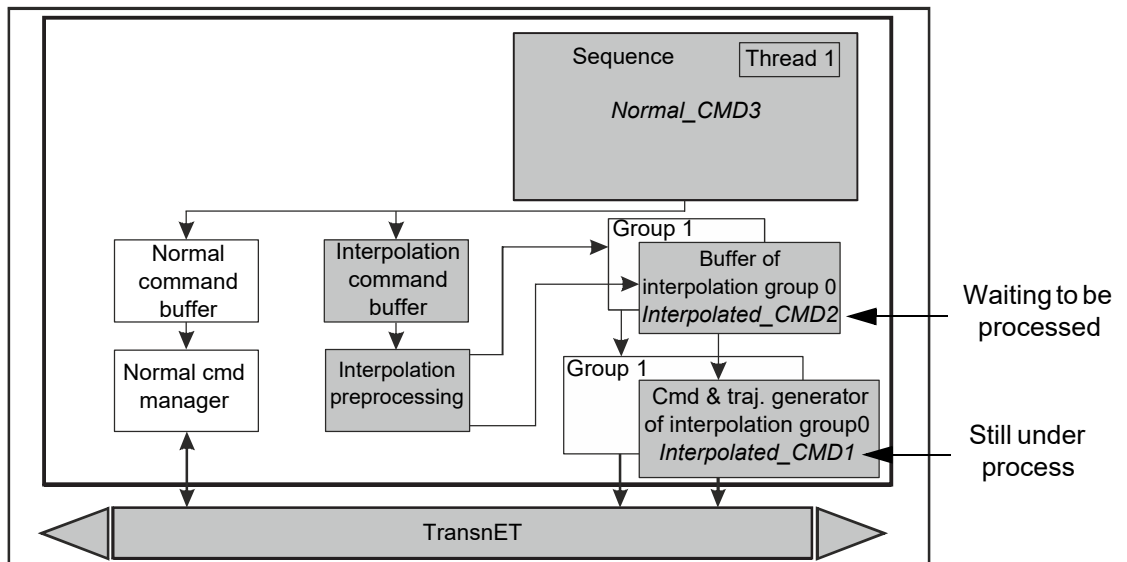 Sequence
Thread 1
Normal_CMD3
Normal
command
buffer
Interpolation
command
buffer
Group 1
Buffer of
interpolation group 0
Interpolated_CMD2
Waiting to be
processed
Normal cmd
manager
Interpolation
preprocessing
Group 1
Cmd & traj. generator
of interpolation group0
Interpolated_CMD1
Still under
process
TransnET